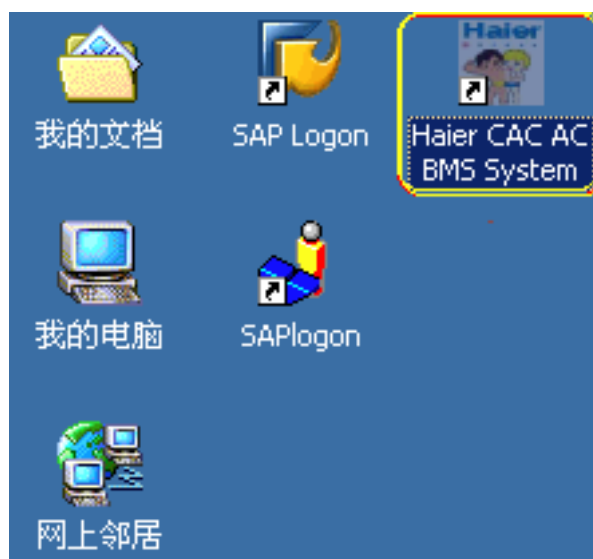 Haier
我的文档
SAP Logon
Haier CAC AC
BMS System
我的电脑
SAPlogon
网上邻居